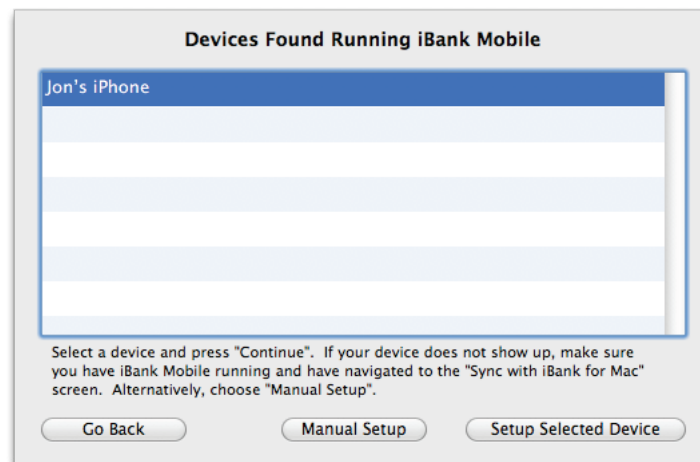 Devices Found Running iBank Mobile
Jon's iPhone
Select a device and press "Continue".  If your device does not show up, make sure
you have iBank Mobile running and have navigated to the "Sync with iBank for Mac"
screen.  Alternatively, choose "Manual Setup".
Go Back
Manual Setup
Setup Selected Device